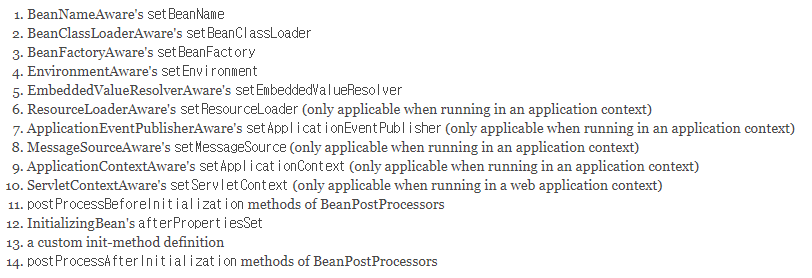 1. BeanNameAware's setBeanName
2. BeanClassLoaderAware's setBeanClassLoader
3. BeanFactoryAware's setBeanFactory
4. EnvironmentAware's setEnvironment
5. EmbeddedValueResolverAware's setEmbeddedValueResolver
6. ResourceLoaderAware's setResourceLoader (only applicable when running in an application context)
7. ApplicationEventPublisherAware's setApplicationEventPublisher (only applicable when running in an application context)
8. MessageSourceAware's setMessageSource (only applicable when running in an application context)
9. ApplicationContextAware's setApplicationContext (only applicable when running in an application context)
10. ServletContextAware's setServletContext (only applicable when running in a web application context)
11. postProcessBeforeInitialization methods of BeanPostProcessors
12. InitializingBean's afterPropertiesSet
13. a custom init-method definition
14. postProcessAfterInitialization methods of BeanPostProcessors